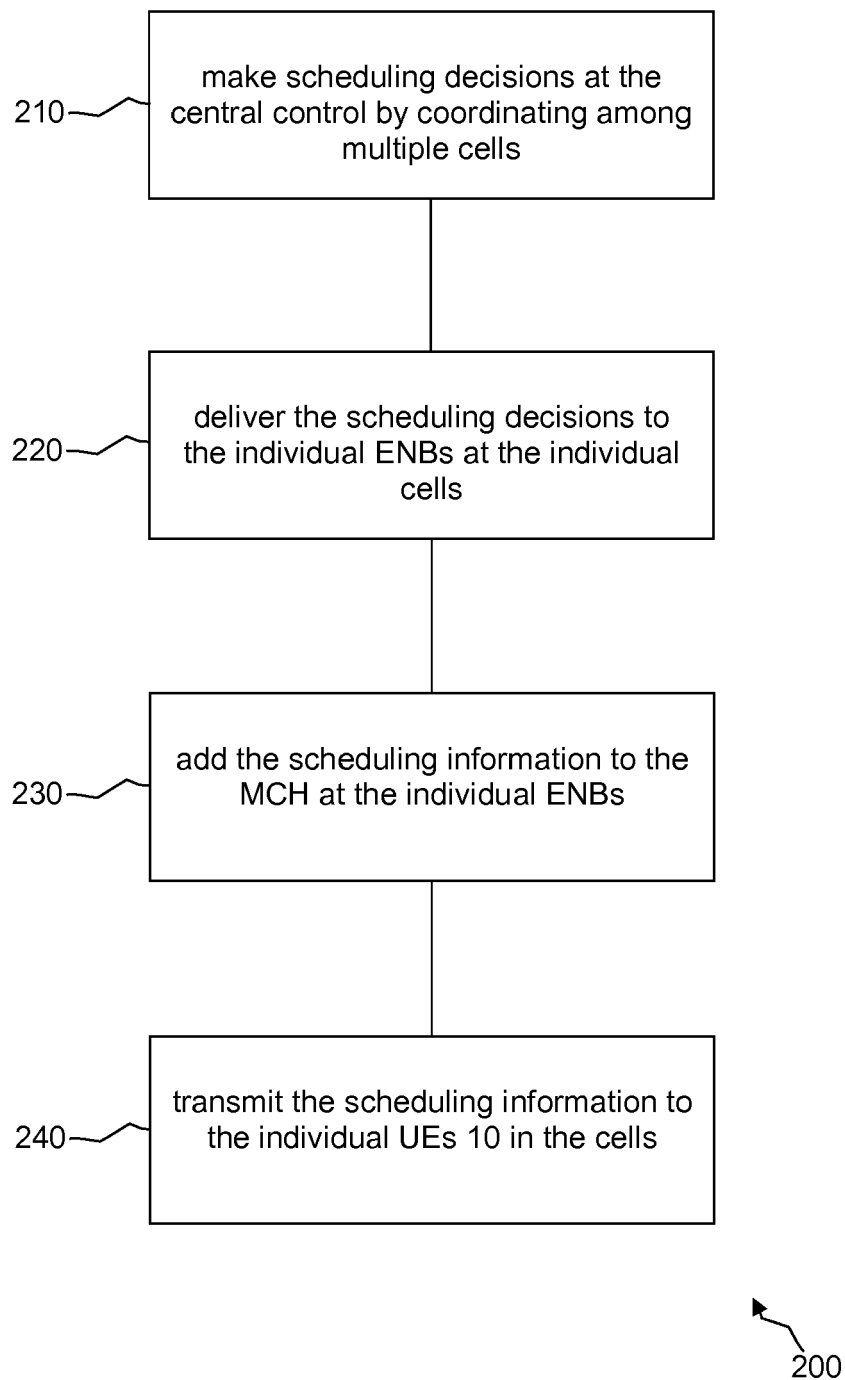 210
make scheduling decisions at the
central control by coordinating among
multiple cells
220
deliver the scheduling decisions to
the individual ENBs at the individual
cells
230
add the scheduling information to the
MCH at the individual ENBs
240
transmit the scheduling information to
the individual UEs 10 in the cells
200